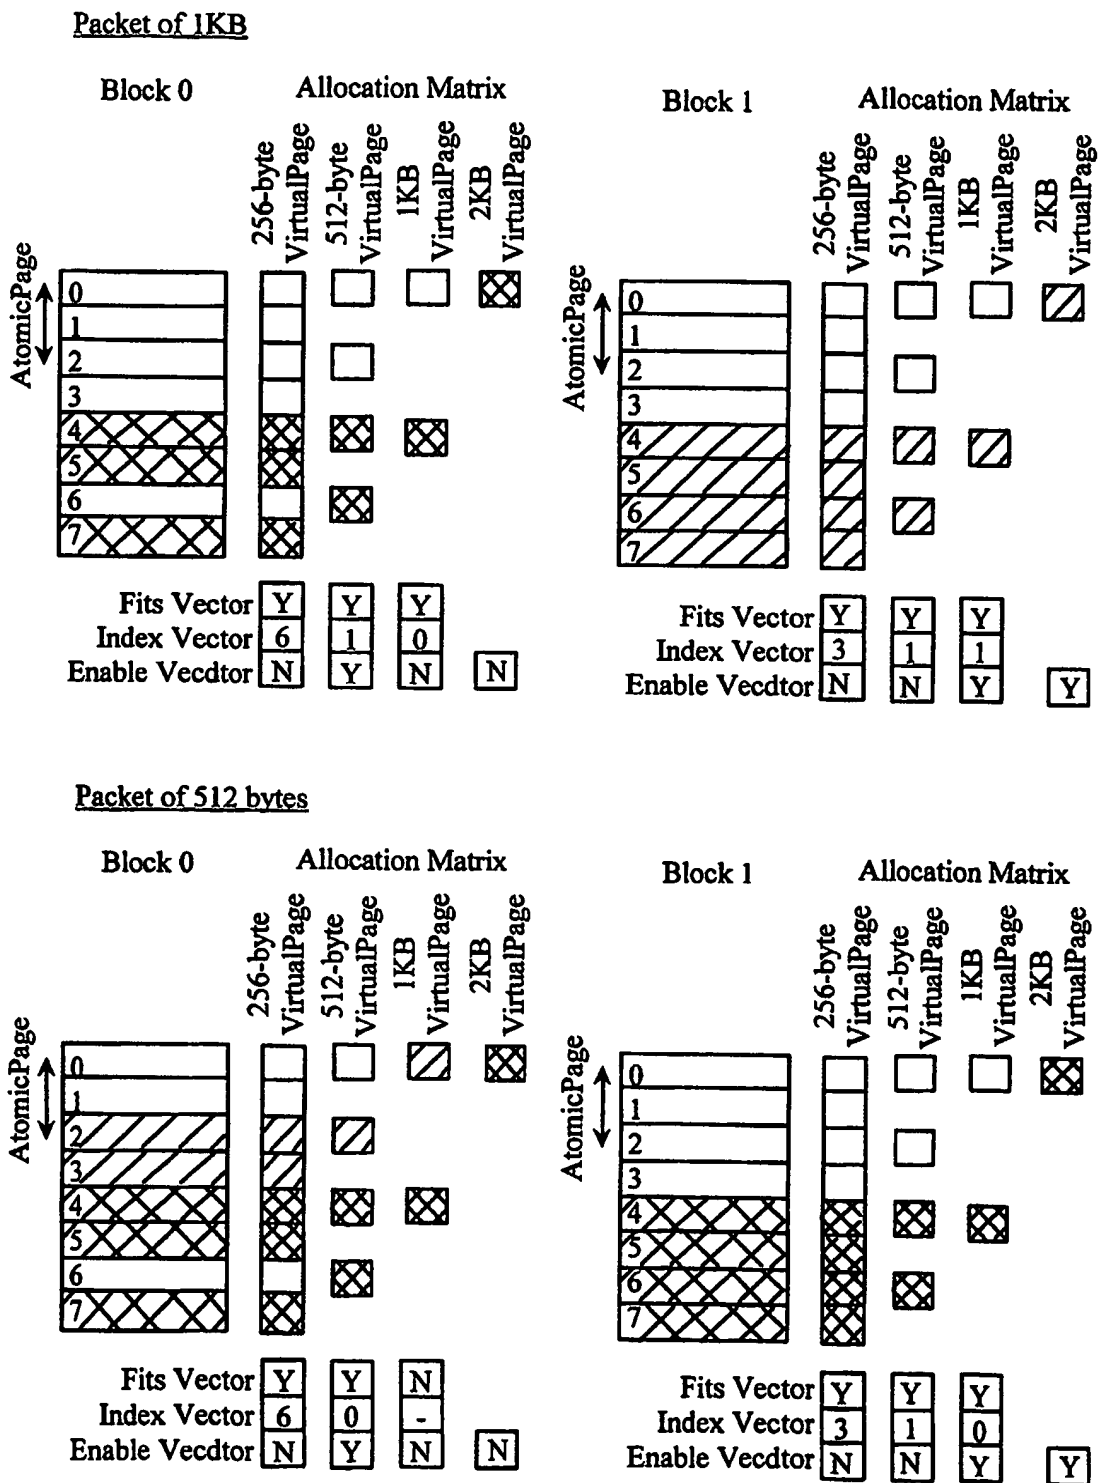 Packet of 1KB
Block 0
Allocation Matrix
256-byte VirtualPage
512-byte VirtualPage
1KB VirtualPage
2KB VirtualPage
AtomicPage
0
1
2
3
4
5
6
7
Fits Vector Y Y Y
Index Vector 6 1 0
Enable Vecdtor N Y N N
Block 1
Allocation Matrix
256-byte VirtualPage
512-byte VirtualPage
1KB VirtualPage
2KB VirtualPage
AtomicPage
0
1
2
3
4
5
6
7
Fits Vector Y Y Y
Index Vector 3 1 1
Enable Vecdtor N N Y Y
Packet of 512 bytes
Block 0
Allocation Matrix
256-byte VirtualPage
512-byte VirtualPage
1KB VirtualPage
2KB VirtualPage
AtomicPage
0
1
2
3
4
5
6
7
Fits Vector Y Y N
Index Vector 6 0 -
Enable Vecdtor N Y N N
Block 1
Allocation Matrix
256-byte VirtualPage
512-byte VirtualPage
1KB VirtualPage
2KB VirtualPage
AtomicPage
0
1
2
3
4
5
6
7
Fits Vector Y Y Y
Index Vector 3 1 0
Enable Vecdtor N N Y Y